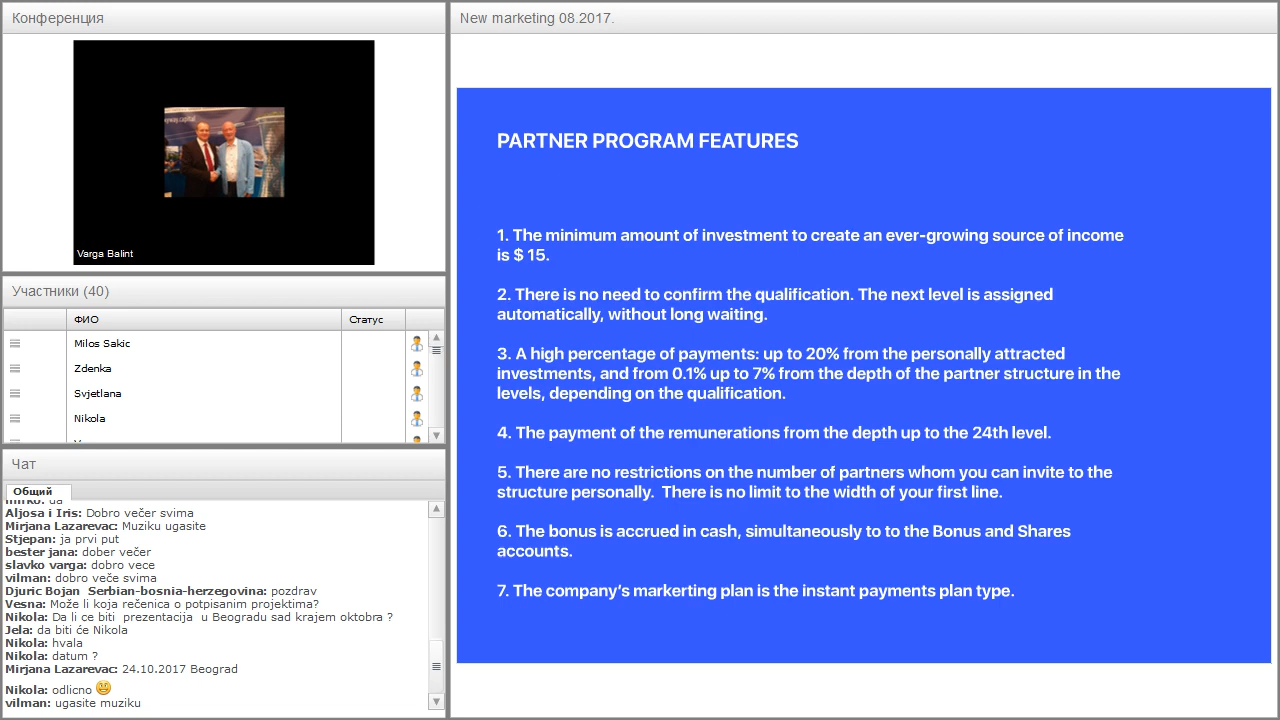 Конференция
Varga Balint
Участники (40)
ФИО
Статус
Milos Sakic
Zdenka
Svjetlana
Nikola
Чат
Общий
Aljosa i Iris: Dobro večer svima
Mirjana Lazarevac: Muziku ugasite
Stjepan: ja prvi put
bester jana: dober večer
slavko varga: dobro vece
vilman: dobro veče svima
Djuric Bojan  Serbian-bosnia-herzegovina: pozdrav
Vesna: Može li koja rečenica o potpisanim projektima?
Nikola: Da li ce biti  prezentacija  u Beogradu sad krajem oktobra ?
Jela: da biti će Nikola
Nikola: hvala
Nikola: datum ?
Mirjana Lazarevac: 24.10.2017 Beograd
Nikola: odlicno
vilman: ugasite muziku
New marketing 08.2017.
PARTNER PROGRAM FEATURES
1. The minimum amount of investment to create an ever-growing source of income
is $ 15.
2. There is no need to confirm the qualification. The next level is assigned
automatically, without long waiting.
3. A high percentage of payments: up to 20% from the personally attracted
investments, and from 0.1% up to 7% from the depth of the partner structure in the
levels, depending on the qualification.
4. The payment of the remunerations from the depth up to the 24th level.
5. There are no restrictions on the number of partners whom you can invite to the
structure personally.  There is no limit to the width of your first line.
6. The bonus is accrued in cash, simultaneously to to the Bonus and Shares
accounts.
7. The company's markerting plan is the instant payments plan type.